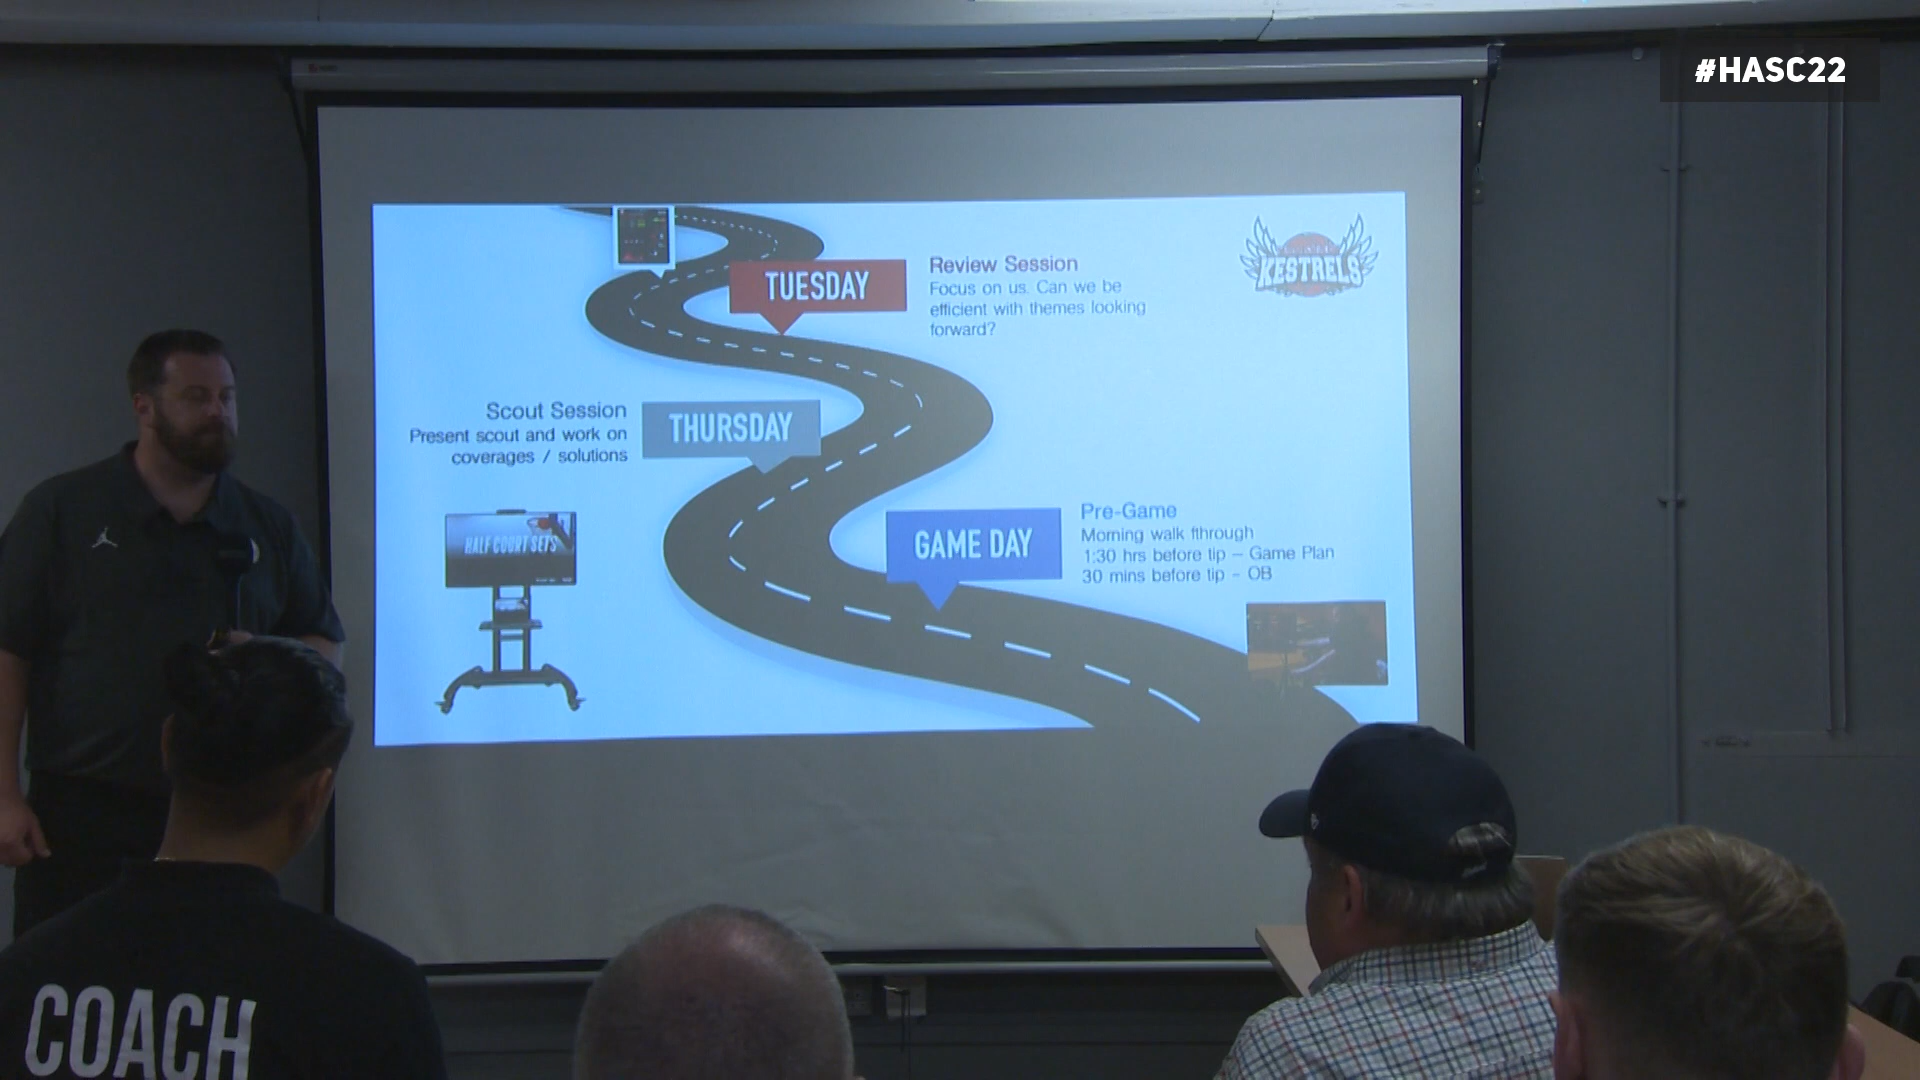 #HASC22
KESTRELS
TUESDAY
Review Session
Focus on us. Can we be
efficient with themes looking
forward?
Scout Session
Present scout and work on
coverages / solutions
THURSDAY
HALF COURT SETS
GAME DAY
Pre-Game
Morning walk fthrough
1:30 hrs before tip – Game Plan
30 mins before tip – OB
COACH